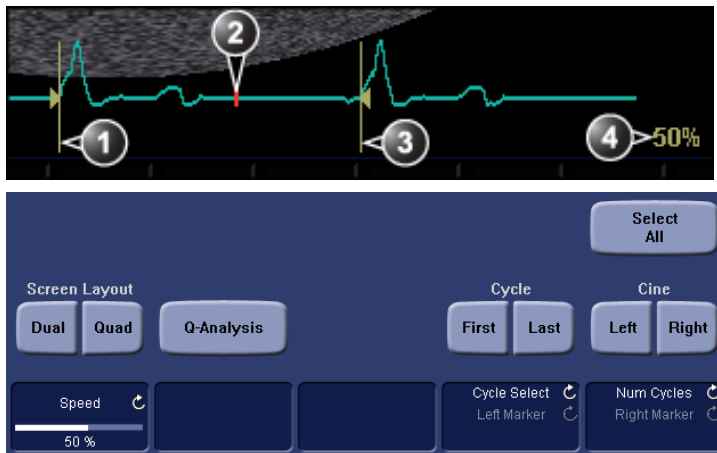 2
1
3
4
50%
Select
All
Screen Layout
Cycle
Cine
Dual
Quad
Q-Analysis
First
Last
Left
Right
Speed
Cycle Select
Num Cycles
Left Marker
Right Marker
50 %